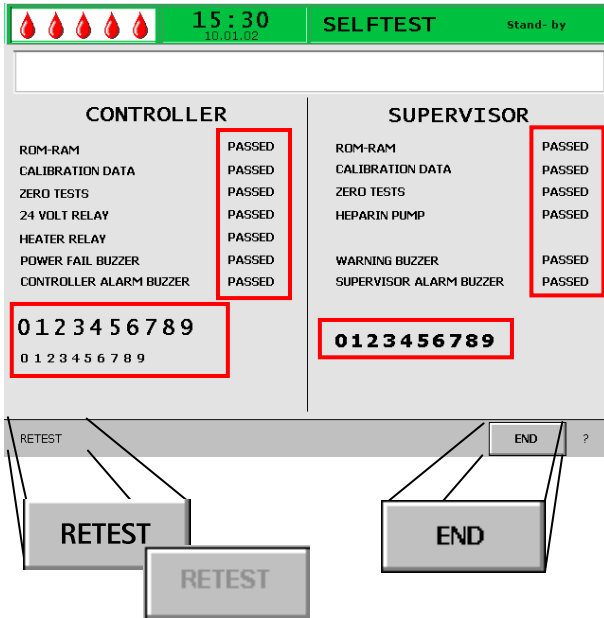 15:30
10.01.02
SELFTEST
Stand- by
CONTROLLER
ROM-RAM PASSED
CALIBRATION DATA PASSED
ZERO TESTS PASSED
24 VOLT RELAY PASSED
HEATER RELAY PASSED
POWER FAIL BUZZER PASSED
CONTROLLER ALARM BUZZER PASSED
0123456789
0123456789
SUPERVISOR
ROM-RAM PASSED
CALIBRATION DATA PASSED
ZERO TESTS PASSED
HEPARIN PUMP PASSED
WARNING BUZZER PASSED
SUPERVISOR ALARM BUZZER PASSED
0123456789
RETEST
END
?
RETEST
RETEST
END